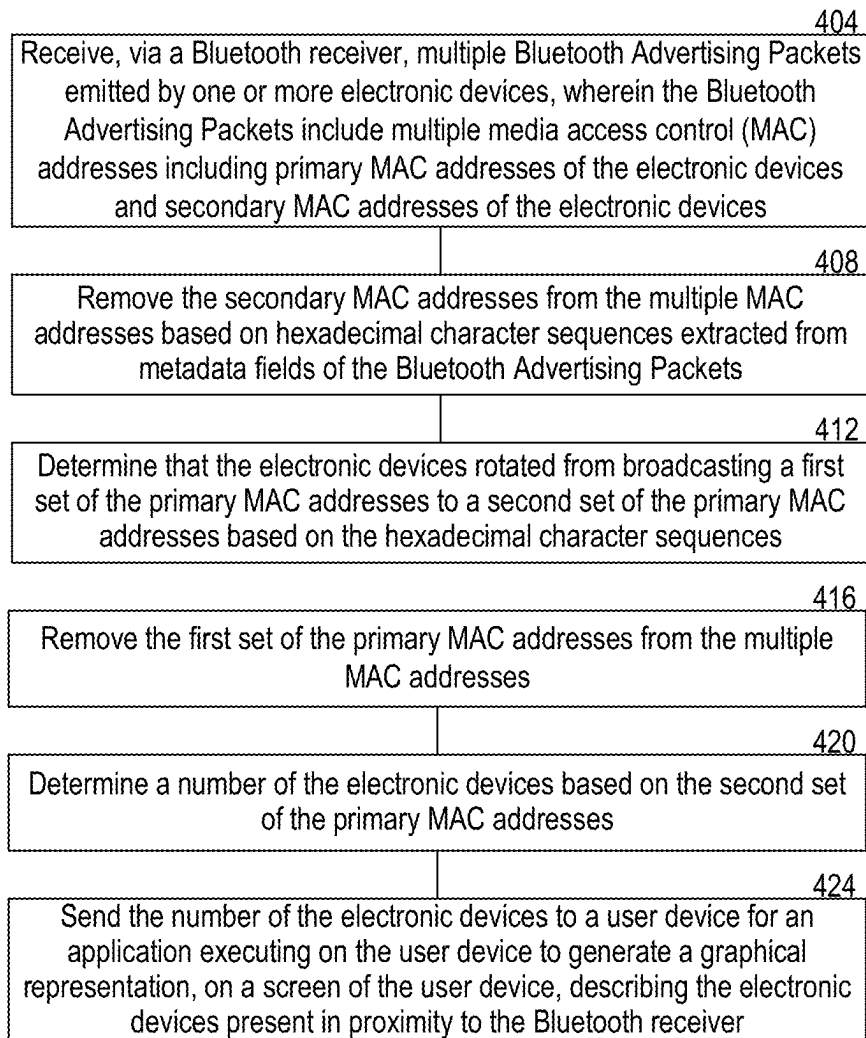 404
Receive, via a Bluetooth receiver, multiple Bluetooth Advertising Packets
emitted by one or more electronic devices, wherein the Bluetooth
Advertising Packets include multiple media access control (MAC)
addresses including primary MAC addresses of the electronic devices
and secondary MAC addresses of the electronic devices
408
Remove the secondary MAC addresses from the multiple MAC
addresses based on hexadecimal character sequences extracted from
metadada fields of the Bluetooth Advertising Packets
412
Determine that the electronic devices rotated from broadcasting a first
set of the primary MAC addresses to a second set of the primary MAC
addresses based on the hexadecimal character sequences
416
Remove the first set of the primary MAC addresses from the multiple
MAC addresses
420
Determine a number of the electronic devices based on the second set
of the primary MAC addresses
424
Send the number of the electronic devices to a user device for an
application executing on the user device to generate a graphical
representation, on a screen of the user device, describing the electronic
devices present in proximity to the Bluetooth receiver